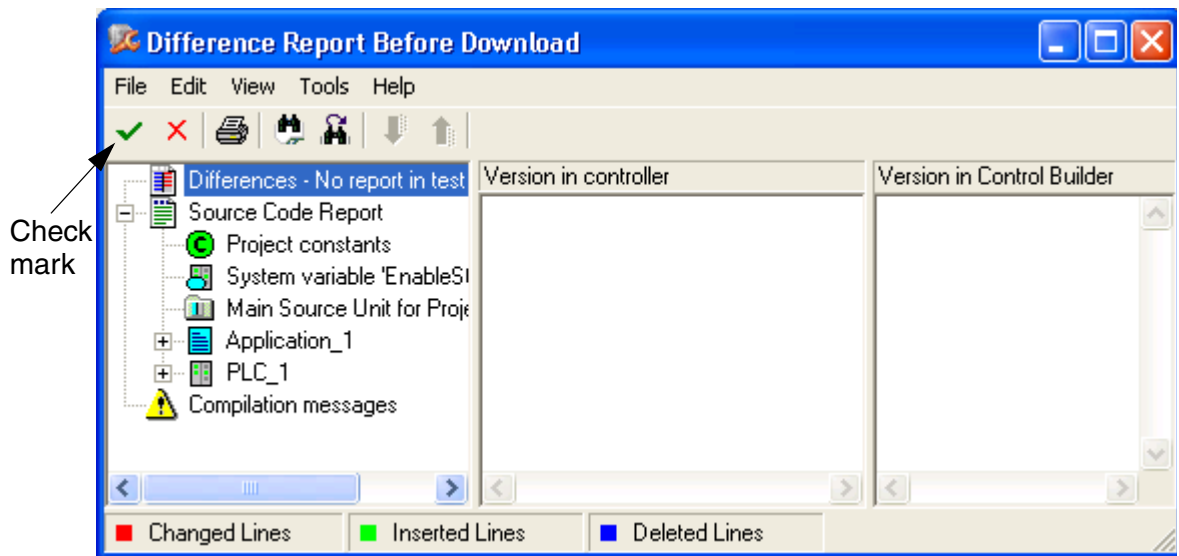 Difference Report Before Download
File Edit View Tools Help
Check
mark
Differences - No report in test
Source Code Report
Project constants
System variable 'EnableS
Main Source Unit for Proje
Application_1
PLC_1
Compilation messages
Version in controller
Version in Control Builder
Changed Lines
Inserted Lines
Deleted Lines